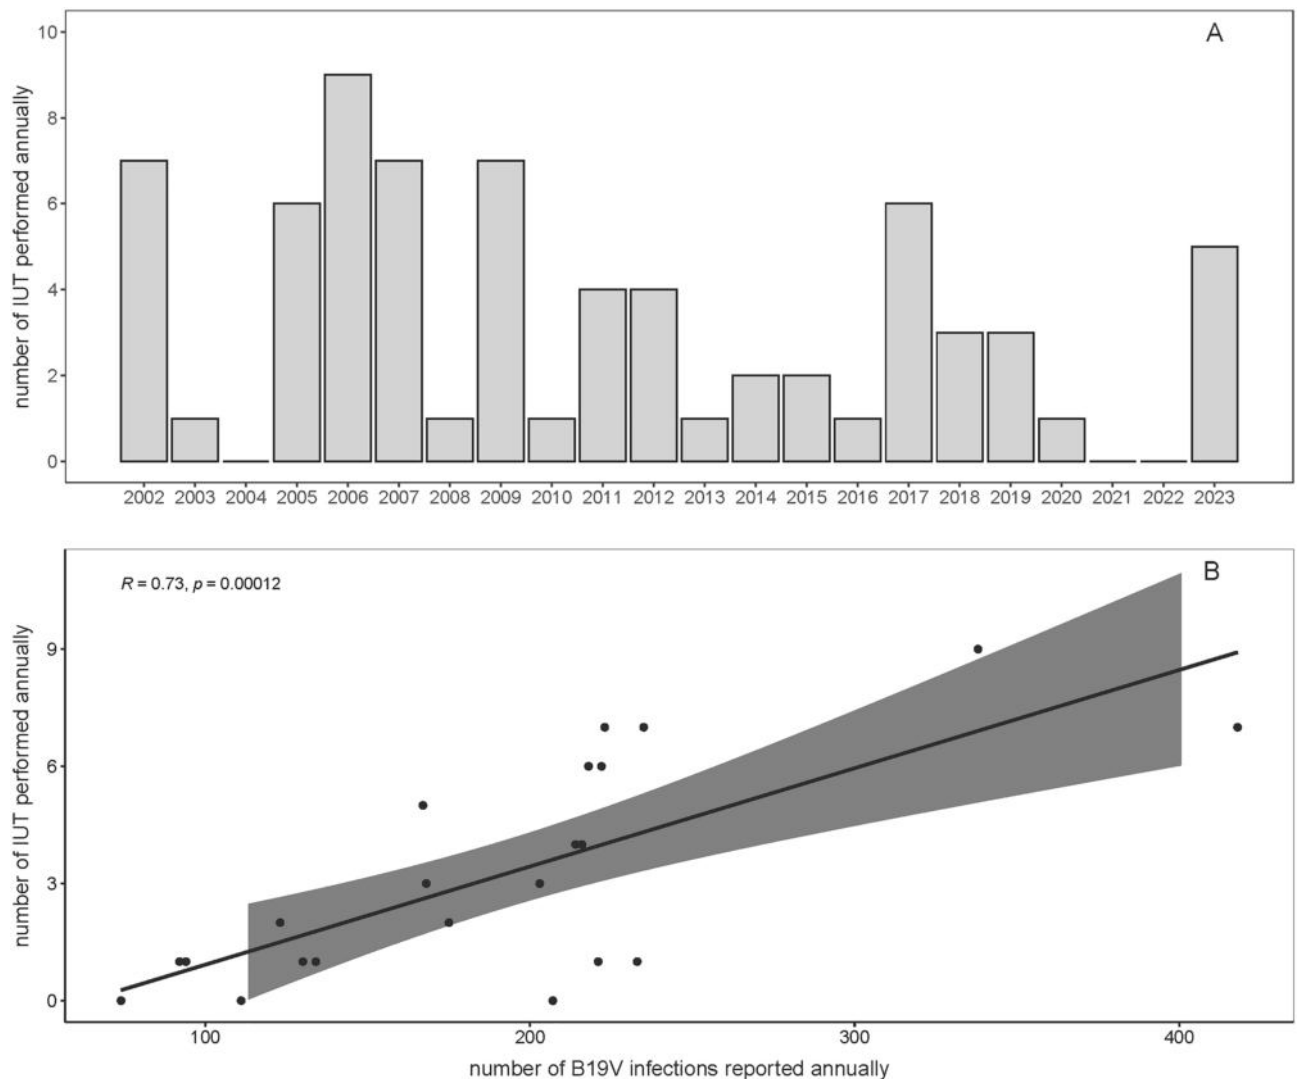 A
number of IUT performed annually
10
8
6
4
2
0
2002 2003 2004 2005 2006 2007 2008 2009 2010 2011 2012 2013 2014 2015 2016 2017 2018 2019 2020 2021 2022 2023
B
R = 0.73, p = 0.00012
number of IUT performed annually
9
6
3
0
100 200 300 400
number of B19V infections reported annually